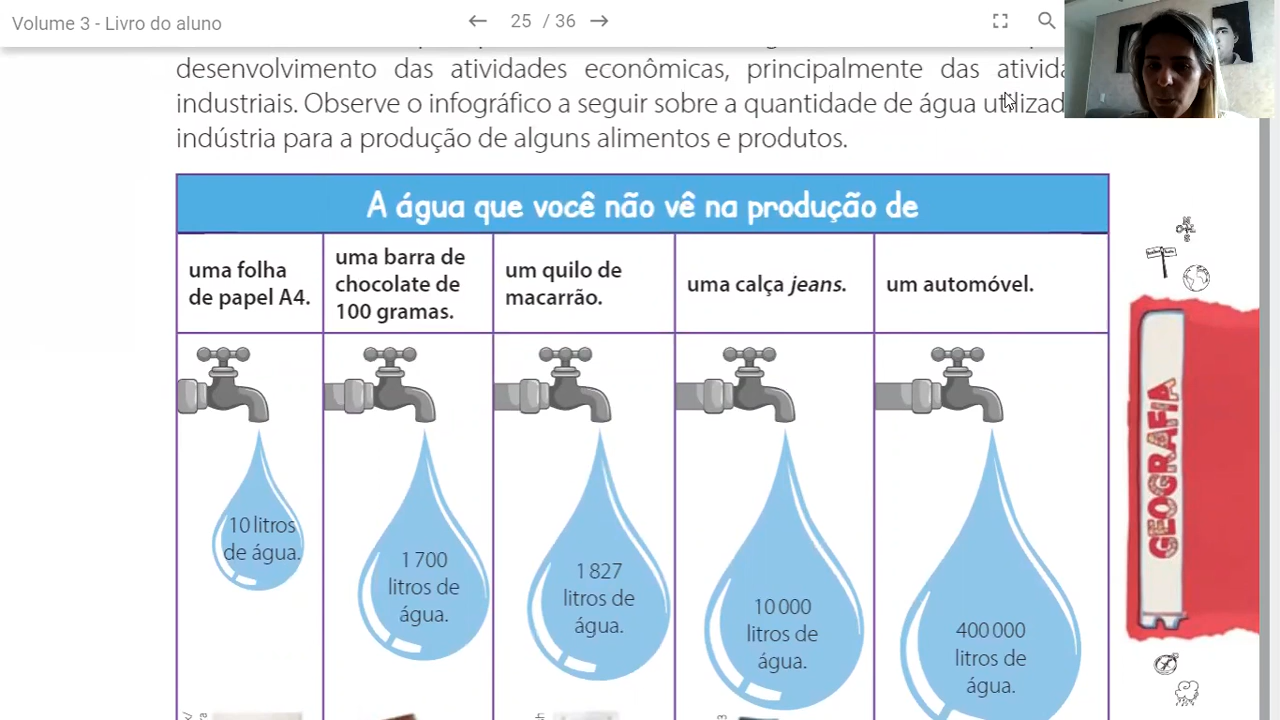 Volume 3 - Livro do aluno
25 / 36
desenvolvimento das atividades econômicas, principalmente das
industriais. Observe o infográfico a seguir sobre a quantidade de água
indústria para a produção de alguns alimentos e produtos.
A água que você não vê na produção de
uma folha
de papel A4.
uma barra de
chocolate de
100 gramas.
um quilo de
macarrão.
uma calça jeans.
um automóvel.
10 litros
de água.
1 700
litros de
água.
1 827
litros de
água.
10 000
litros de
água.
400 000
litros de
água.
GEOGRAFIA